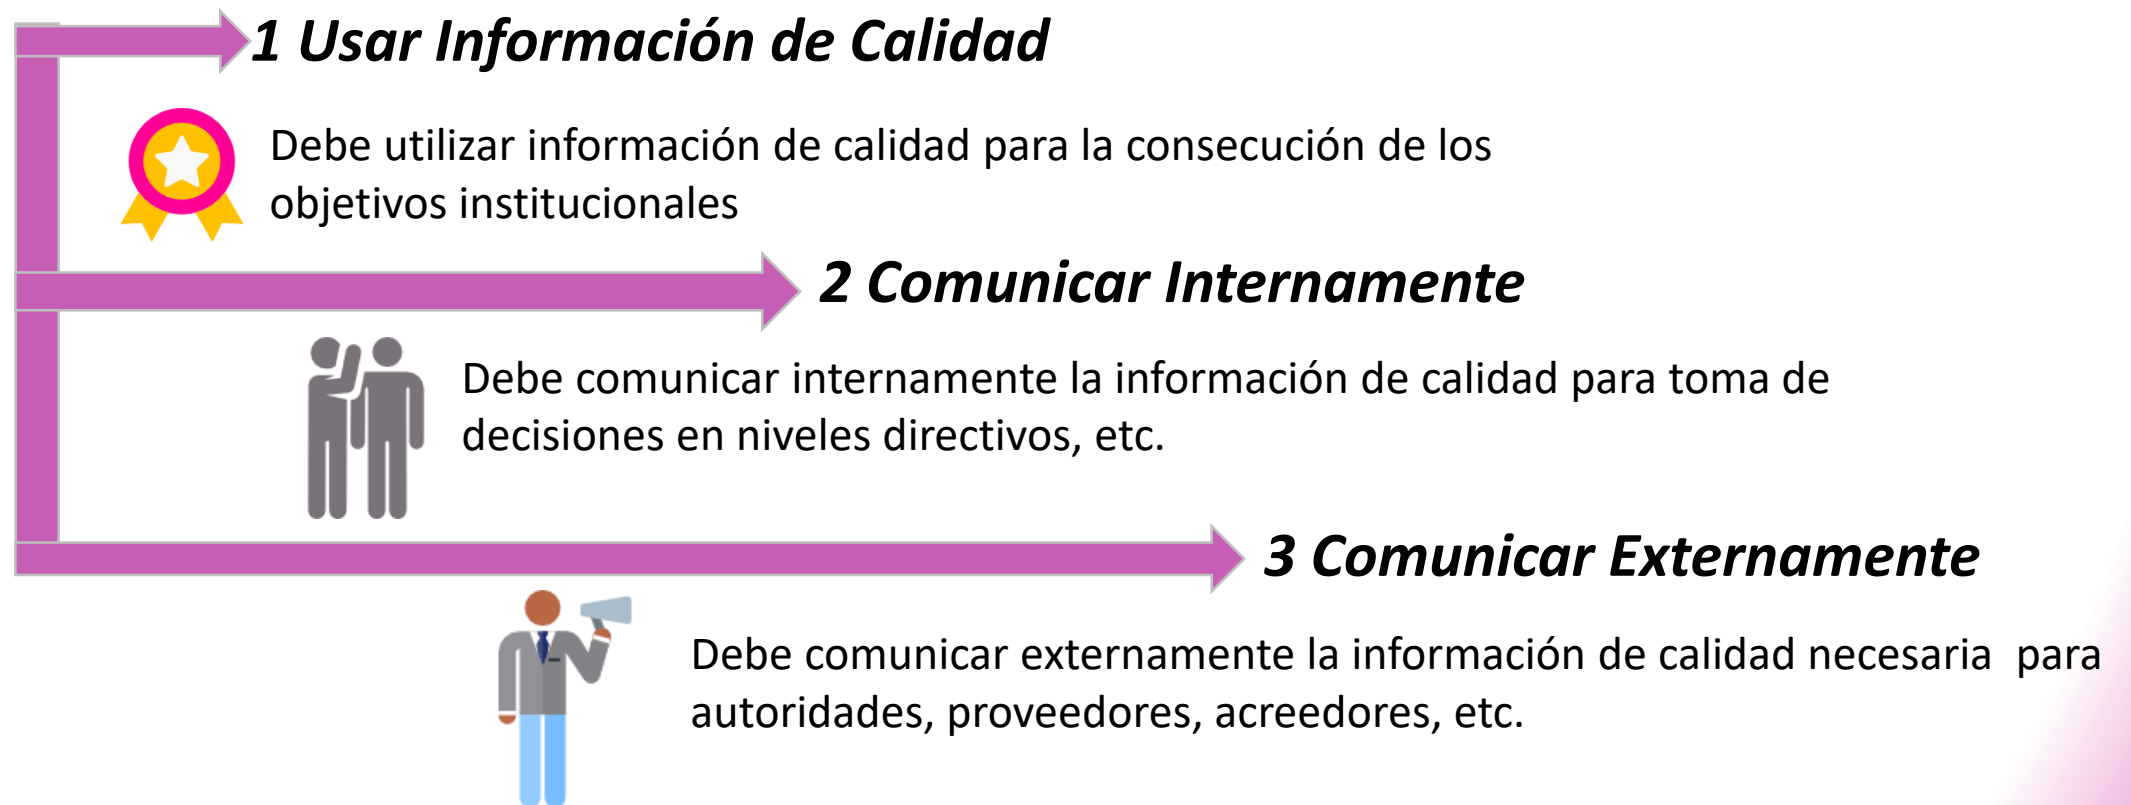 1 Usar Información de Calidad
Debe utilizar información de calidad para la consecución de los
objetivos institucionales
2 Comunicar Internamente
Debe comunicar internamente la información de calidad para toma de
decisiones en niveles directivos, etc.
3 Comunicar Externamente
Debe comunicar externamente la información de calidad necesaria  para
autoridades, proveedores, acreedores, etc.